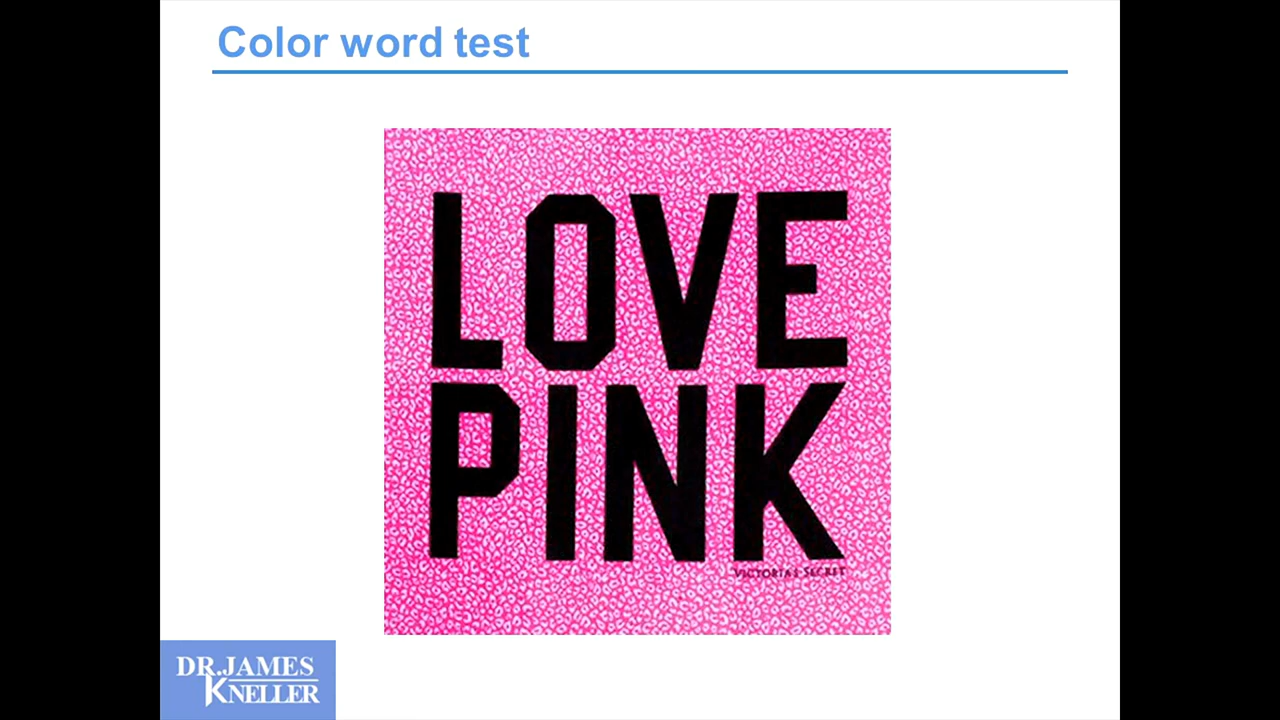 Color word test
LOVE
PINK
VICTORIA'S SECRET
DR.JAMES
KNELLER